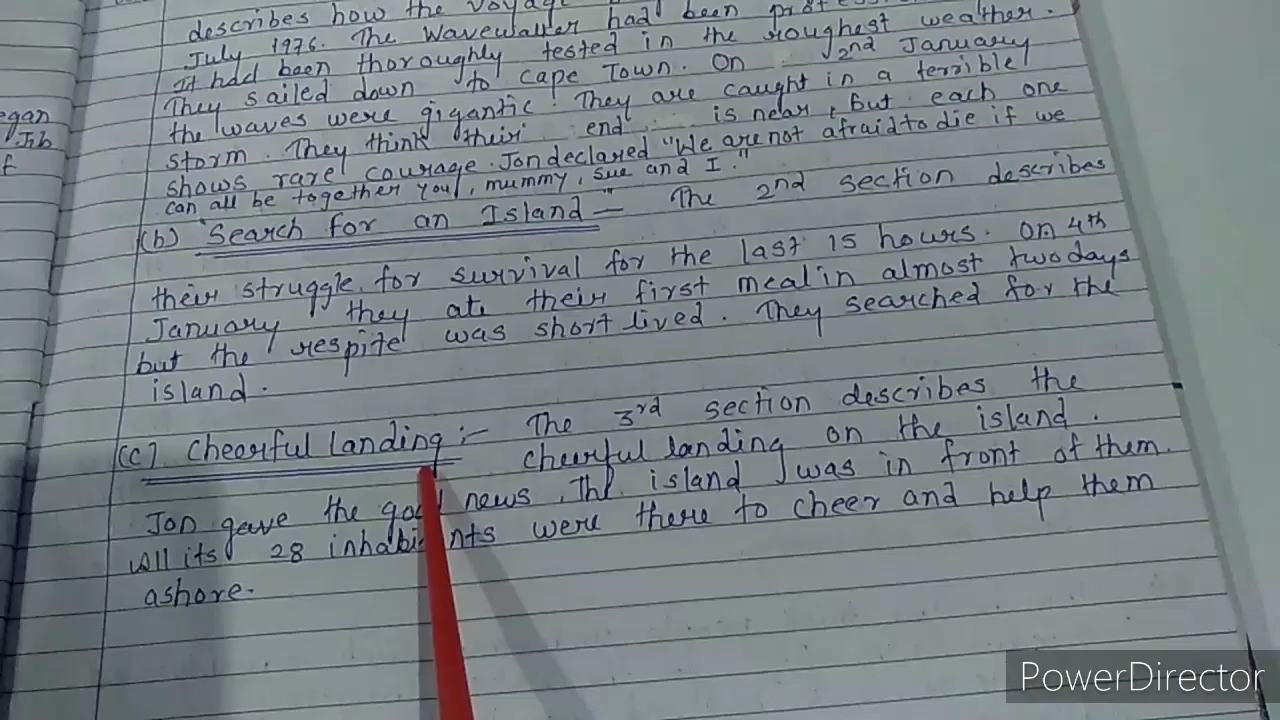 describes how the voyage
July 1976. The Wavewalker had been
It had been thoroughly tested in the roughest weather.
They sailed down to Cape Town. On 2nd January
the waves were gigantic. They are caught in a terrible
storm. They think their end is near, but each one
shows rare courage. Jon declared "We are not afraid to die if we
can all be together you, mummy, sue and I."
(b) "Search for an Island" – The 2nd section describes
their struggle for survival for the last 15 hours. On 4th
January they ate their first meal in almost two days
but the respite was short lived. They searched for the
island.
(c) Cheerful Landing :- The 3rd section describes the
cheerful landing on the island.
Jon gave the good news. The island was in front of them.
All its 28 inhabitants were there to cheer and help them
ashore.
egan
f
PowerDirector